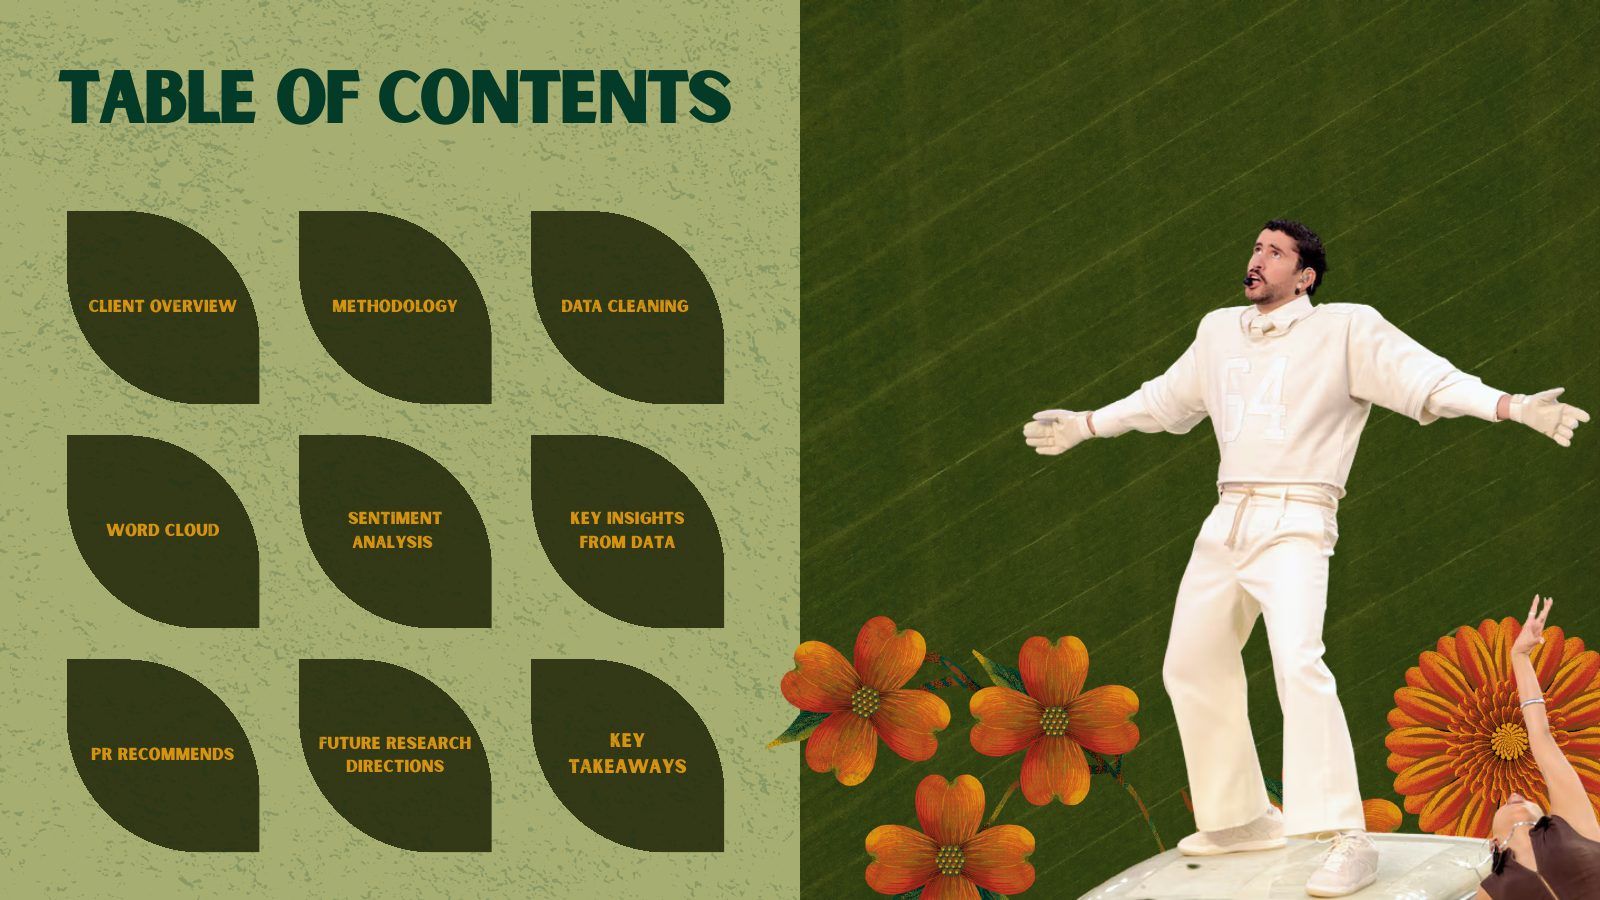 TABLE OF CONTENTS
CLIENT OVERVIEW
METHODOLOGY
DATA CLEANING
WORD CLOUD
SENTIMENT
ANALYSIS
KEY INSIGHTS
FROM DATA
PR RECOMMENDS
FUTURE RESEARCH
DIRECTIONS
KEY
TAKEAWAYS
64